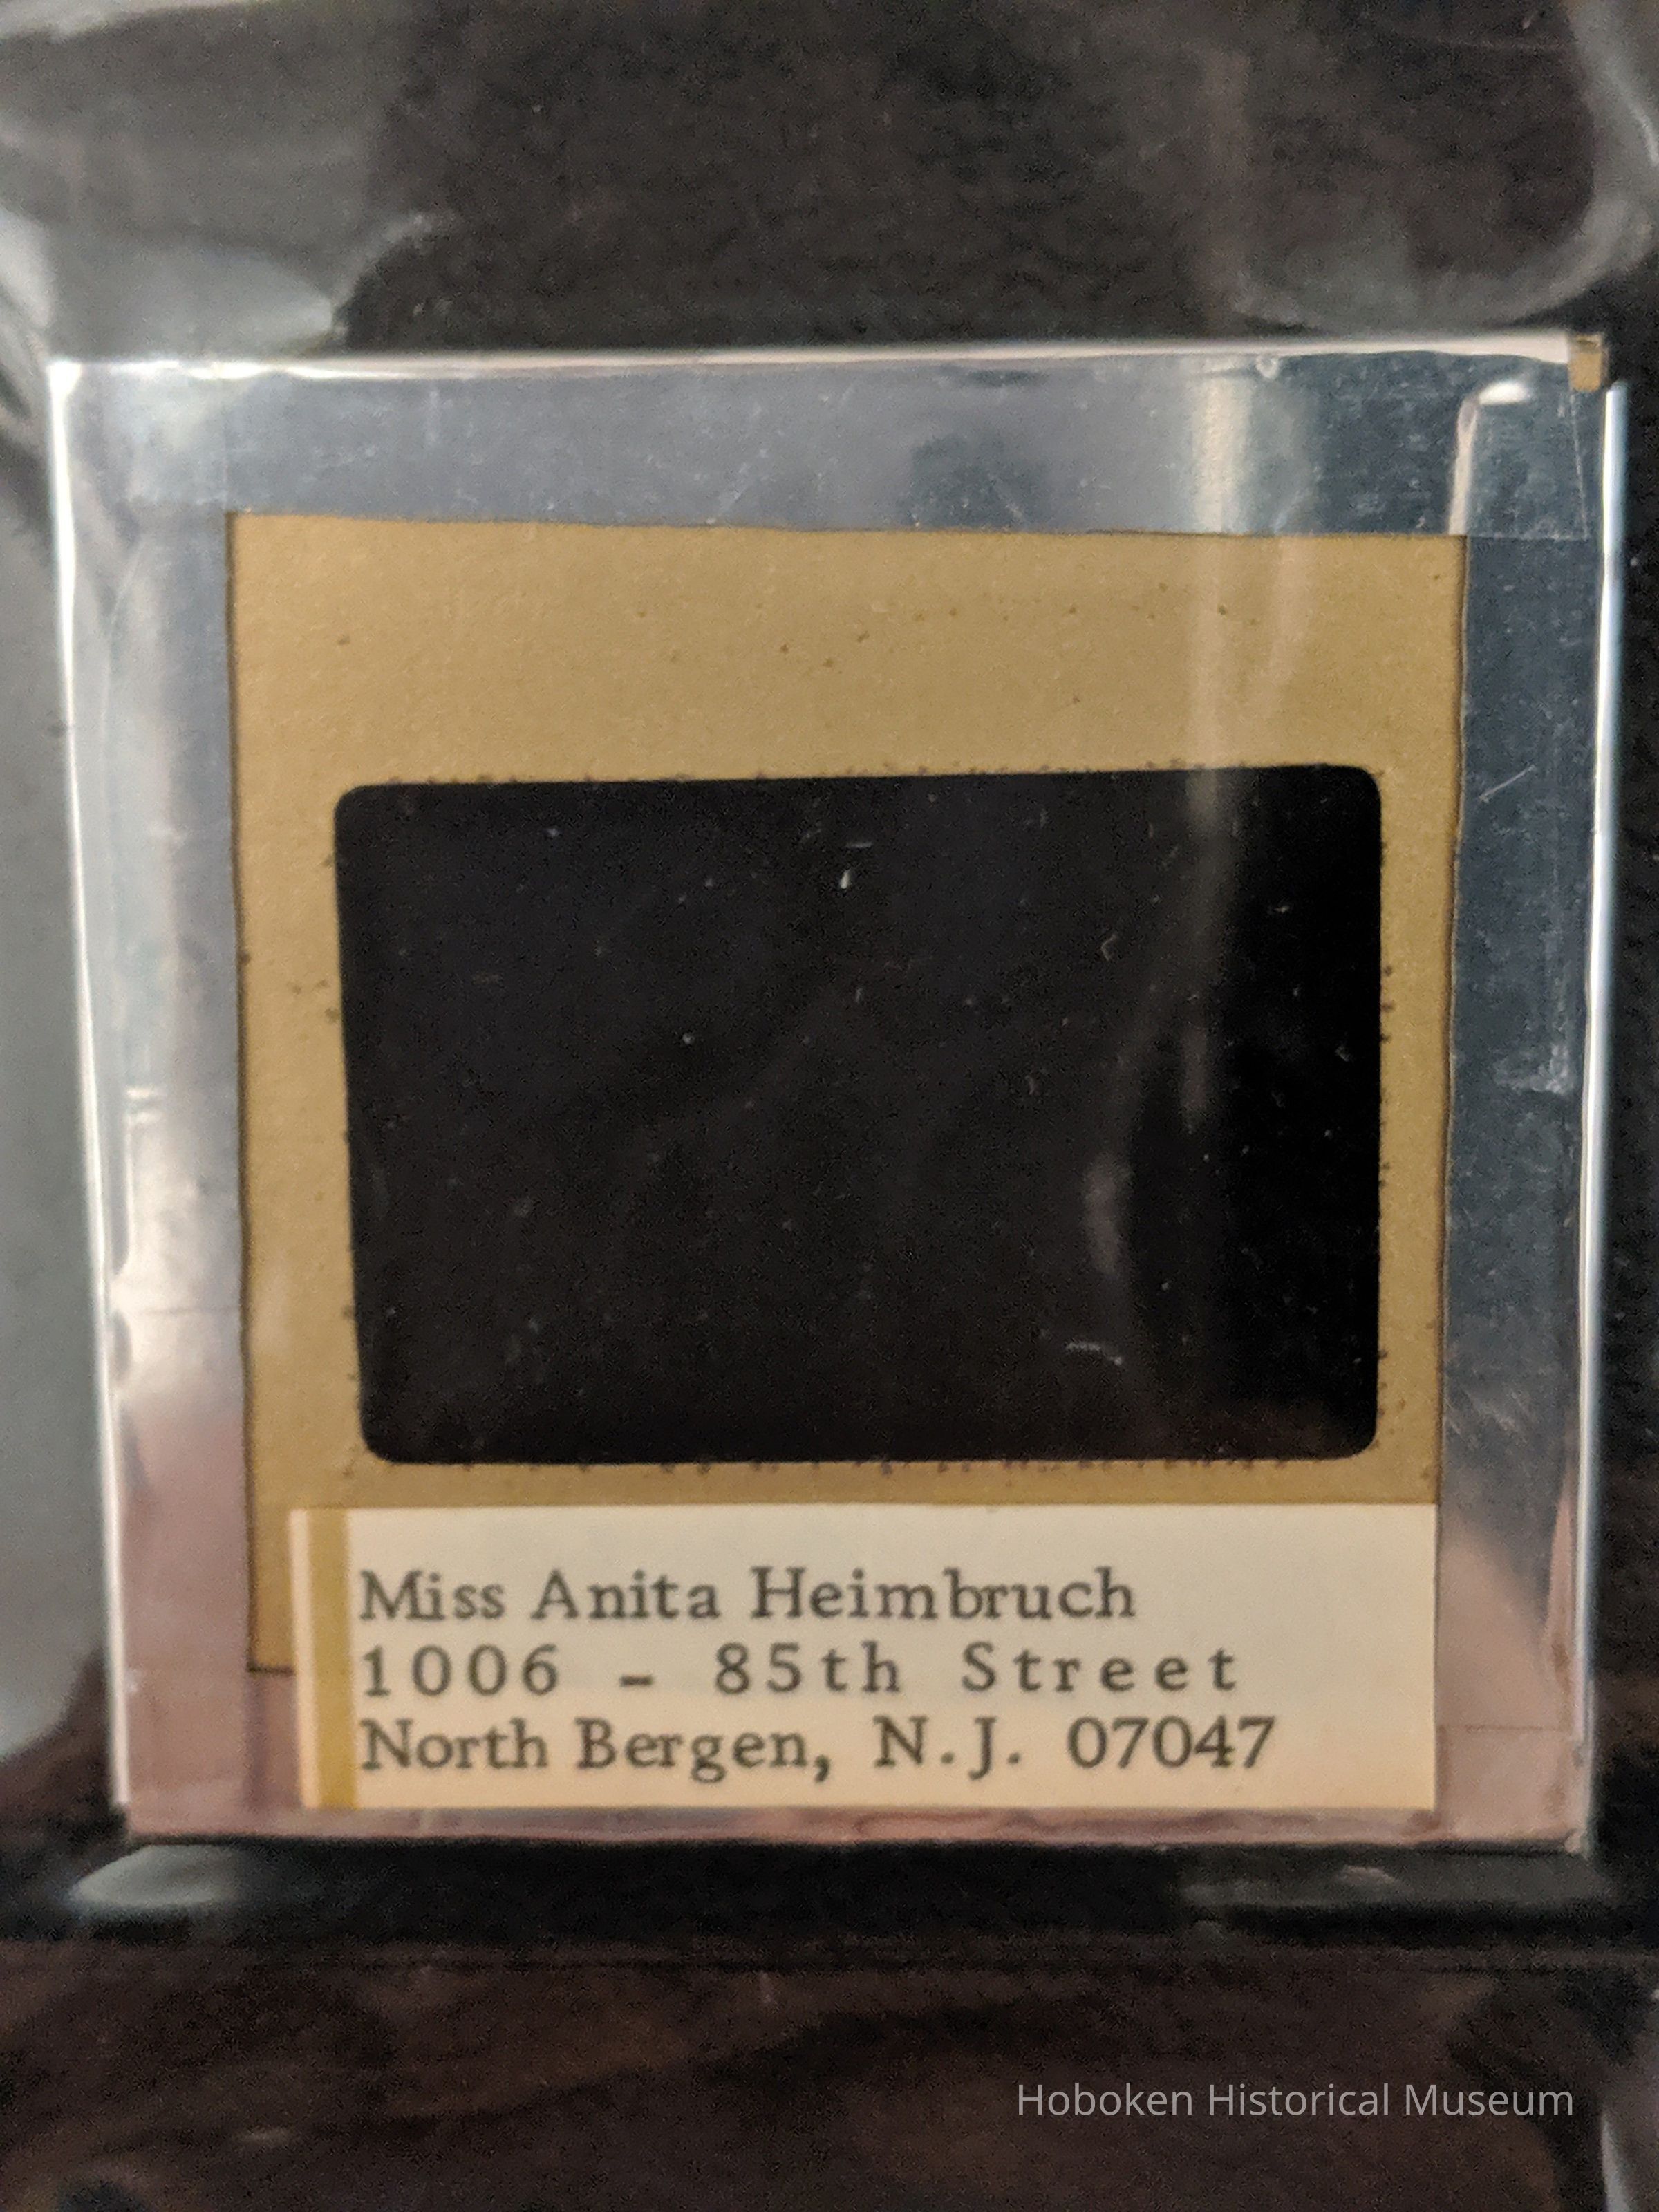 Miss Anita Heimbruch
1006 - 85th Street
North Bergen, N.J. 07047
Hoboken Historical Museum